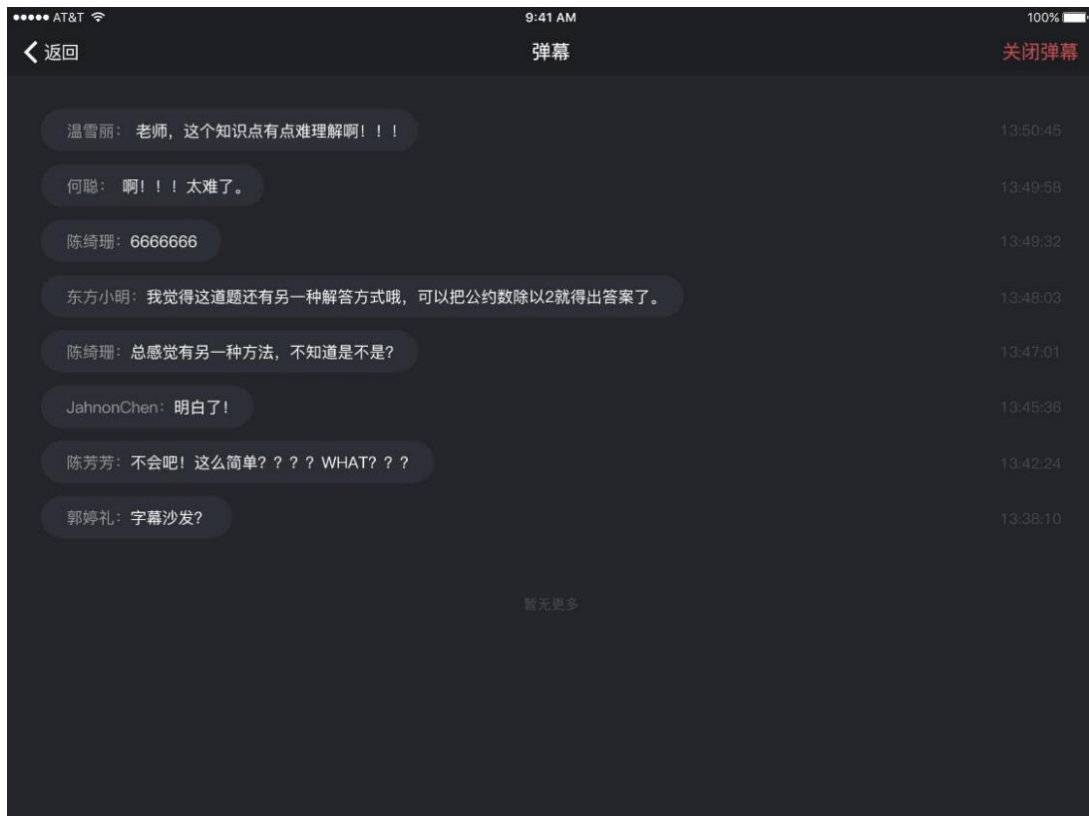 AT&T 9:41 AM 100%
返回 弹幕 关闭弹幕
温雪丽： 老师，这个知识点有点难理解啊！！！ 13:50:45
何聪： 啊！！！太难了。 13:49:58
陈绮珊：6666666 13:49:32
东方小明：我觉得这道题还有另一种解答方式哦，可以把公约数除以2就得出答案了。 13:48:03
陈绮珊：总感觉有另一种方法，不知道是不是？ 13:47:01
JahnonChen：明白了！ 13:45:36
陈芳芳：不会吧！这么简单？？？？WHAT？？？ 13:42:24
郭婷礼：字幕沙发？ 13:38:10
暂无更多